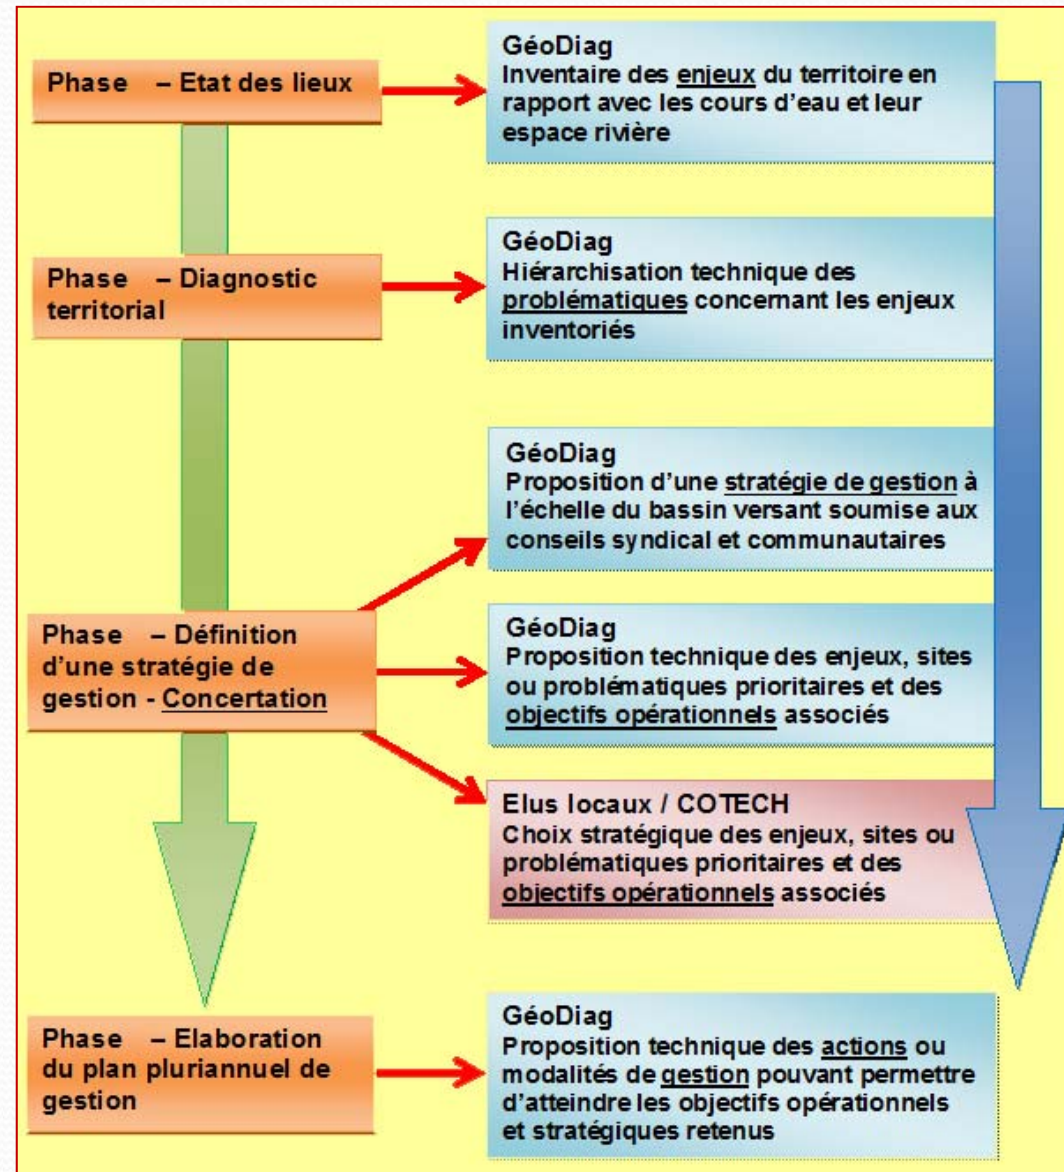 Phase – Etat des lieux
GéoDiag
Inventaire des enjeux du territoire en
rapport avec les cours d'eau et leur
espace rivière
Phase – Diagnostic
territorial
GéoDiag
Hiérarchisation technique des
problématiques concernant les enjeux
inventoriés
Phase – Définition
d'une stratégie de
gestion - Concertation
GéoDiag
Proposition d'une stratégie de gestion à
l'échelle du bassin versant soumise aux
conseils syndical et communautaires
GéoDiag
Proposition technique des enjeux, sites
ou problématiques prioritaires et des
objectifs opérationnels associés
Elus locaux / COTECH
Choix stratégique des enjeux, sites ou
problématiques prioritaires et des
objectifs opérationnels associés
Phase – Elaboration
du plan pluriannuel de
gestion
GéoDiag
Proposition technique des actions ou
modalités de gestion pouvant permettre
d'atteindre les objectifs opérationnels
et stratégiques retenus